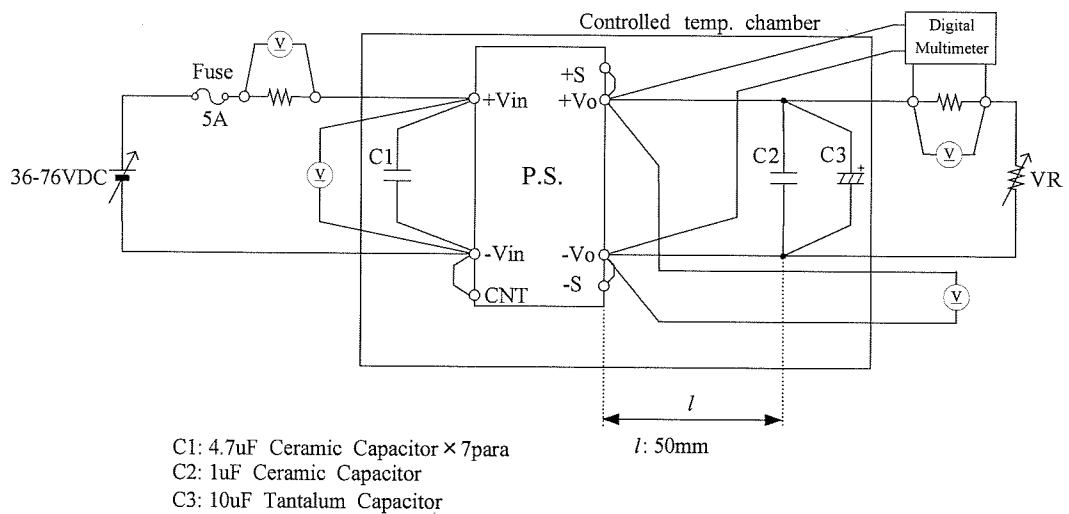 Controlled temp. chamber
Digital
Multimeter
V
Fuse
5A
+S
+Vin
+Vo
C1
C2
C3
+
V
V
36-76VDC
P.S.
VR
-Vin
-Vo
-S
CNT
V
l
l: 50mm
C1: 4.7uF Ceramic Capacitor × 7para
C2: 1uF Ceramic Capacitor
C3: 10uF Tantalum Capacitor